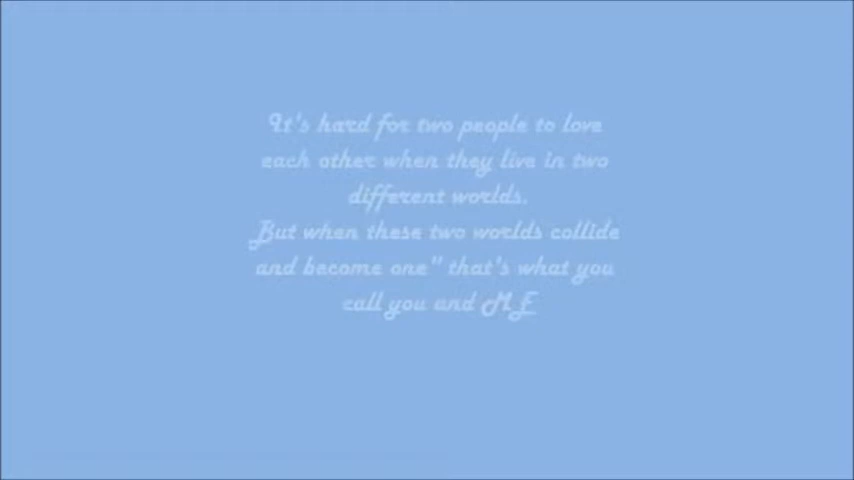 It's hard for two people to love
each other when they live in two
different worlds.
But when these two worlds collide
and become one" that's what you
call you and ME